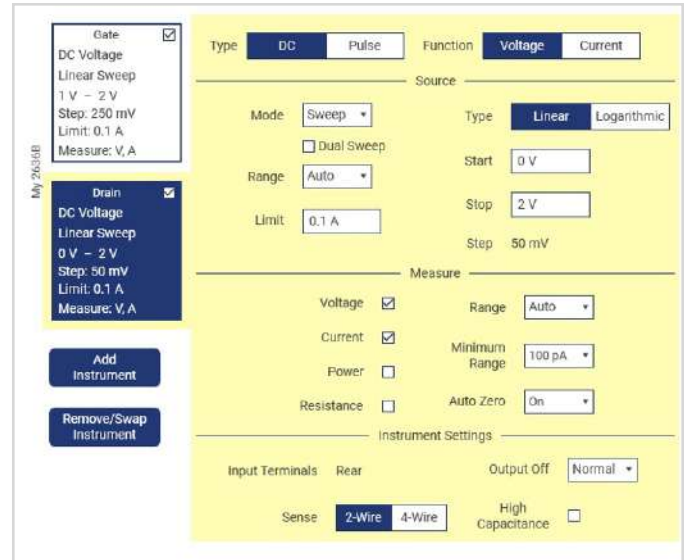 My 2636B
Gate
DC Voltage
Linear Sweep
1 V – 2 V
Step: 250 mV
Limit: 0.1 A
Measure: V, A
Drain
DC Voltage
Linear Sweep
0 V – 2 V
Step: 50 mV
Limit: 0.1 A
Measure: V, A
Add
Instrument
Remove/Swap
Instrument
Type DC Pulse Function Voltage Current
Source
Mode Sweep Type Linear Logarithmic
Dual Sweep
Start 0 V
Range Auto
Stop 2 V
Limit 0.1 A
Step 50 mV
Measure
Voltage Range Auto
Current
Minimum
Range 100 pA
Power
Resistance Auto Zero On
Instrument Settings
Input Terminals Rear Output Off Normal
Sense 2-Wire 4-Wire High
Capacitance